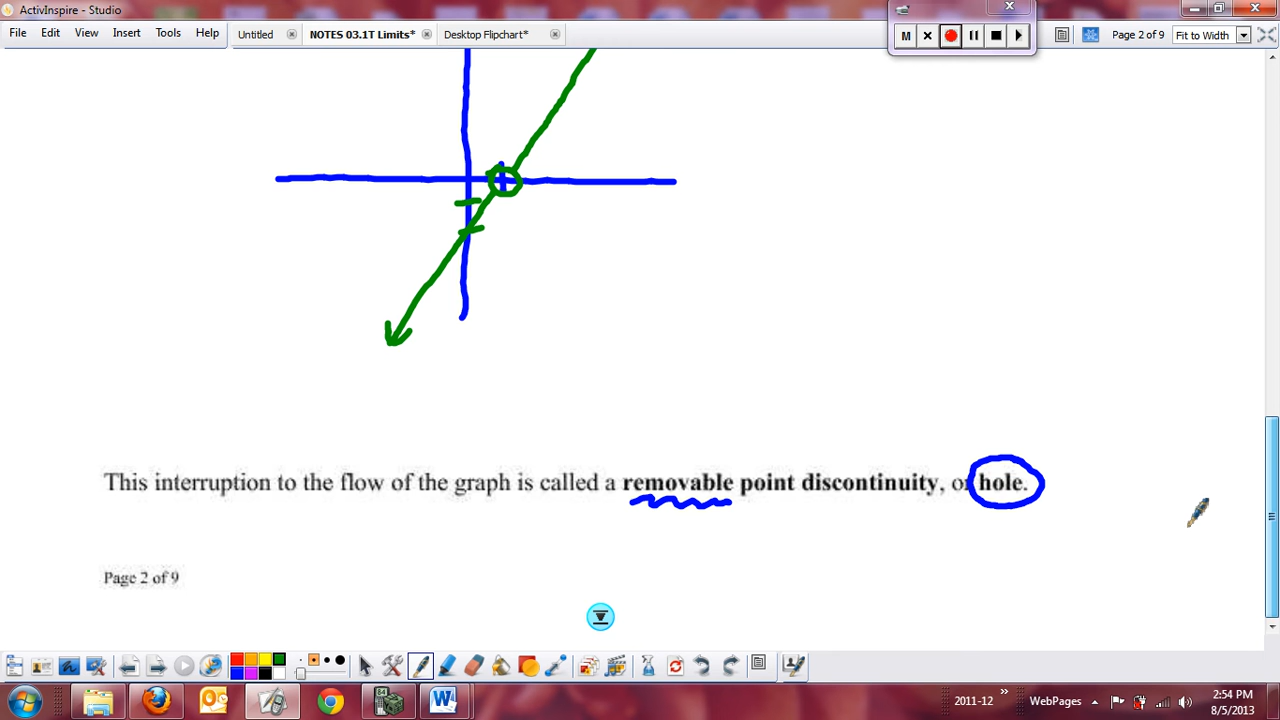 ActivInspire - Studio
File Edit View Insert Tools Help Untitled NOTES 03.1T Limits* Desktop Flipchart* M Page 2 of 9 Fit to Width
This interruption to the flow of the graph is called a removable point discontinuity, or hole.
Page 2 of 9
2011-12 WebPages 2:54 PM
8/5/2013